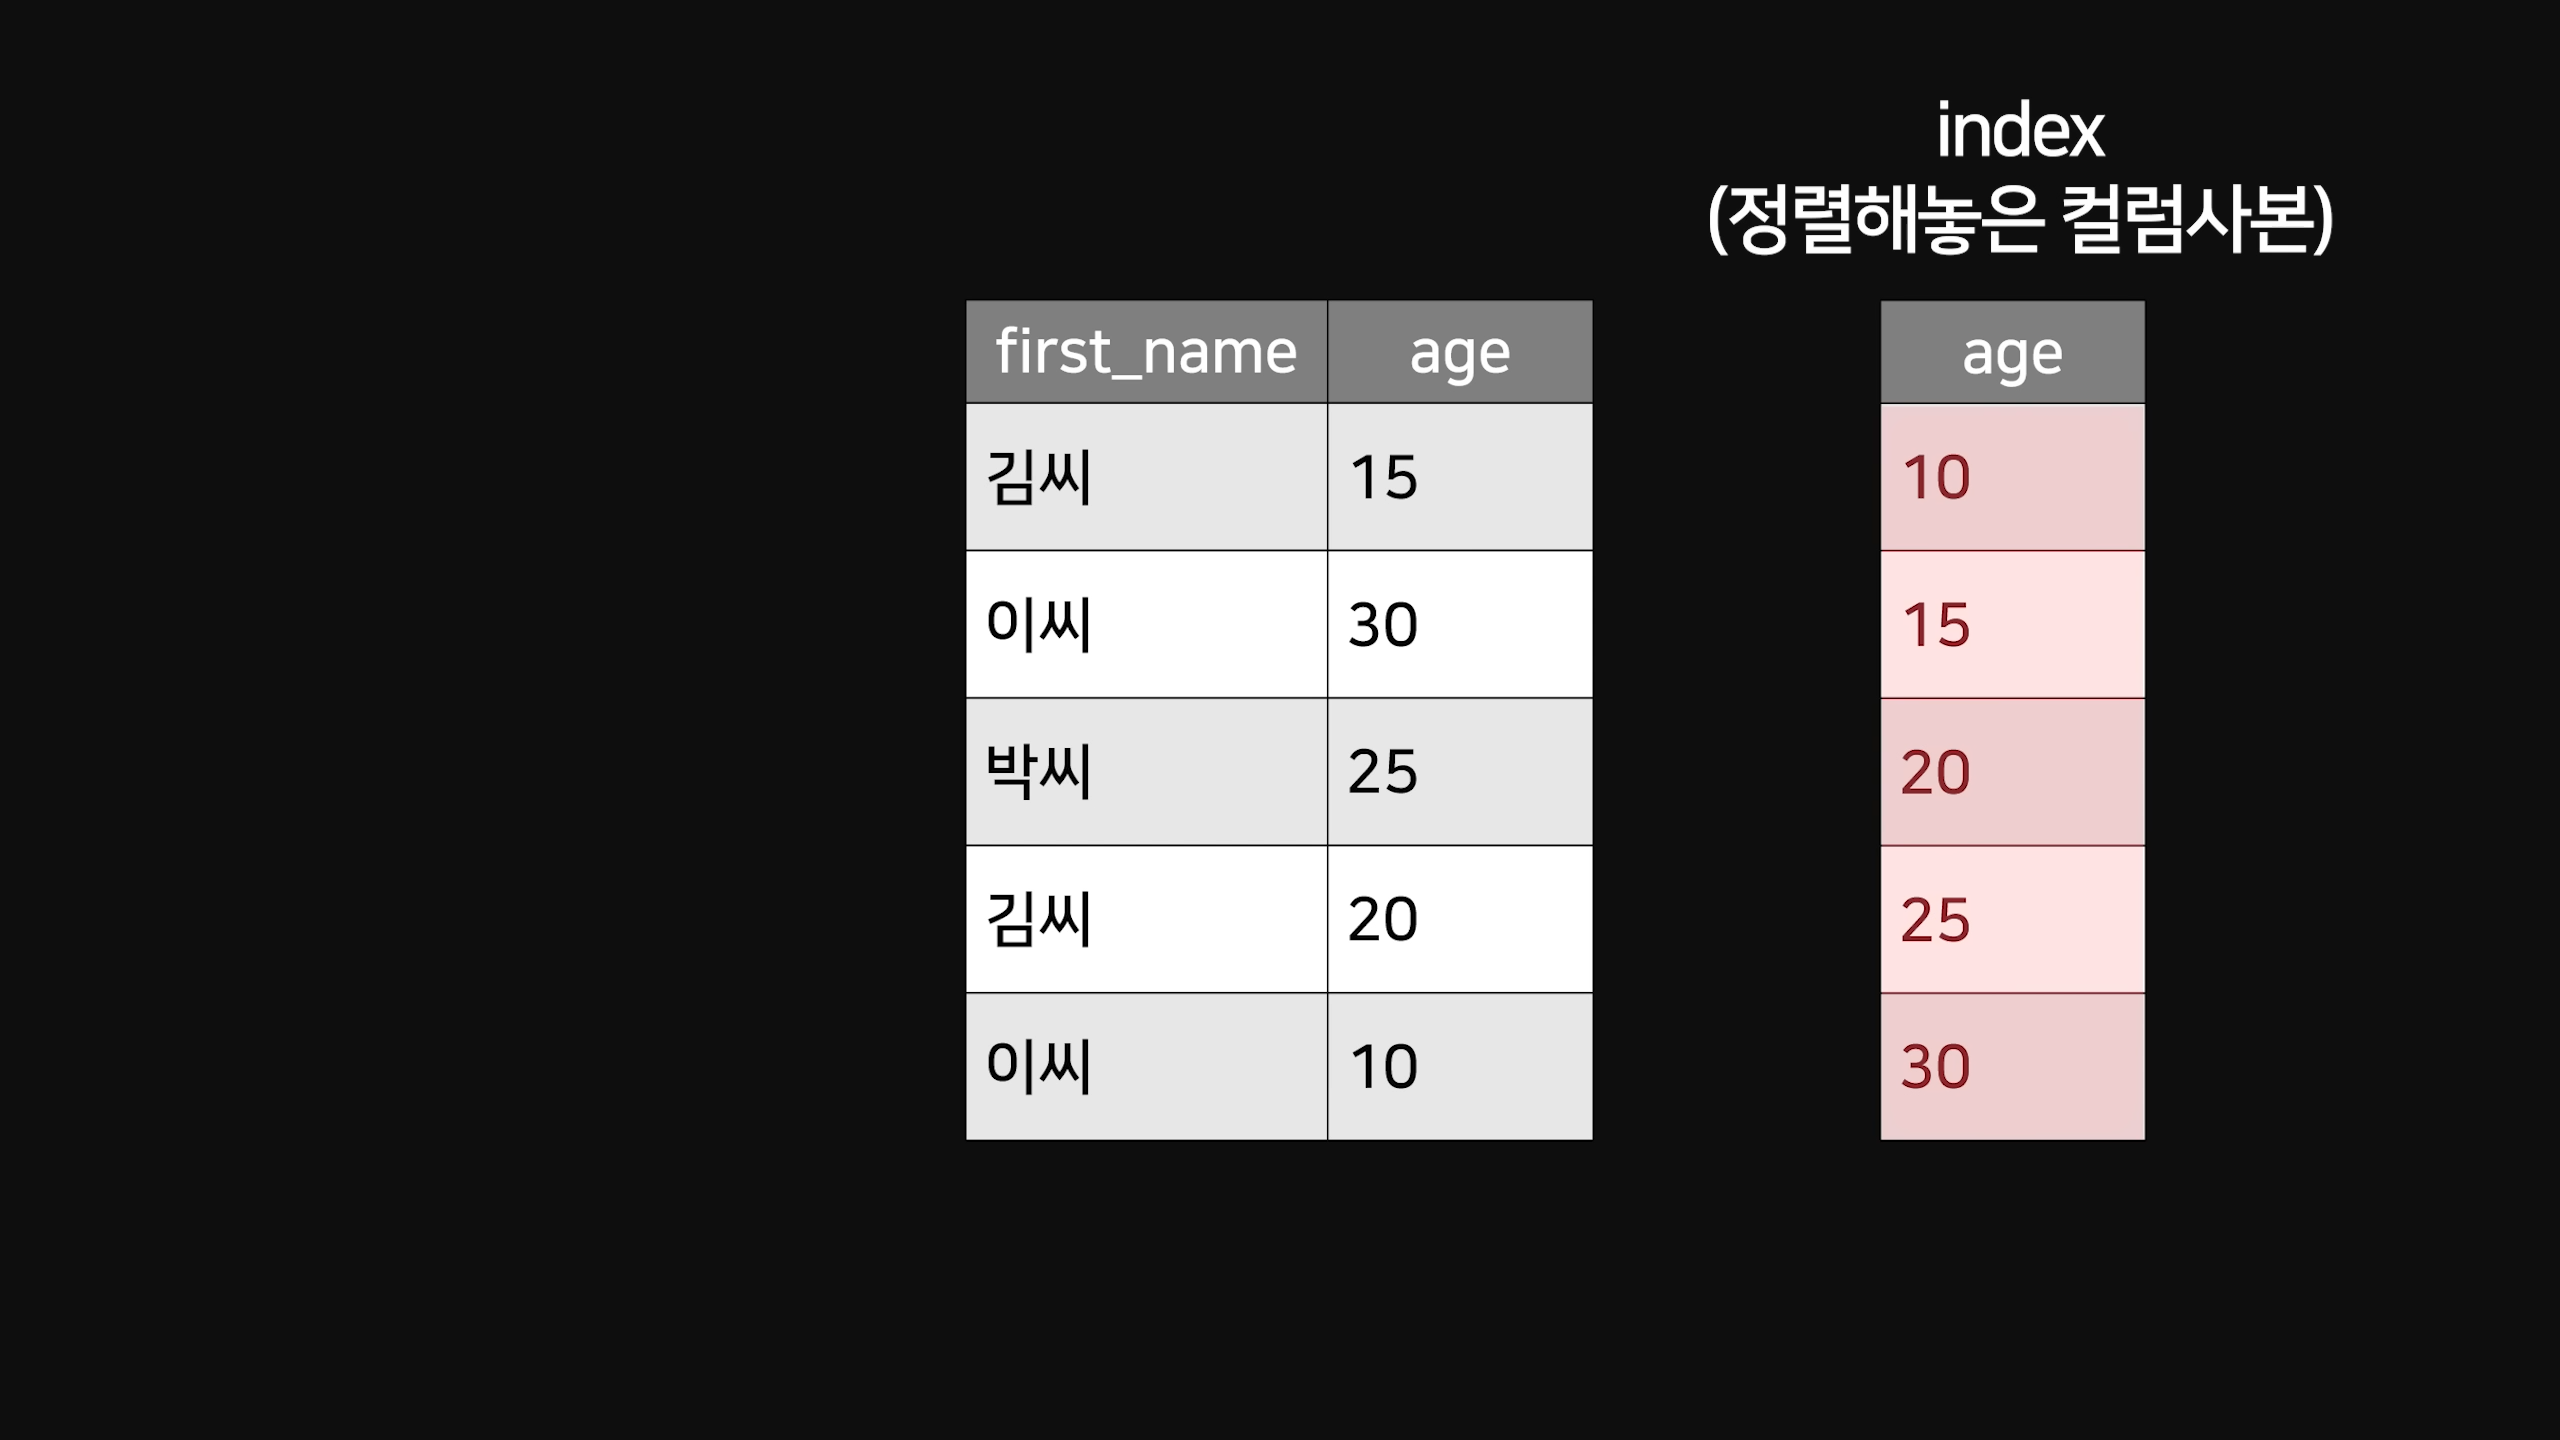 index
(정렬해놓은 컬럼사본)
first_name age
김씨 15
이씨 30
박씨 25
김씨 20
이씨 10
age
10
15
20
25
30